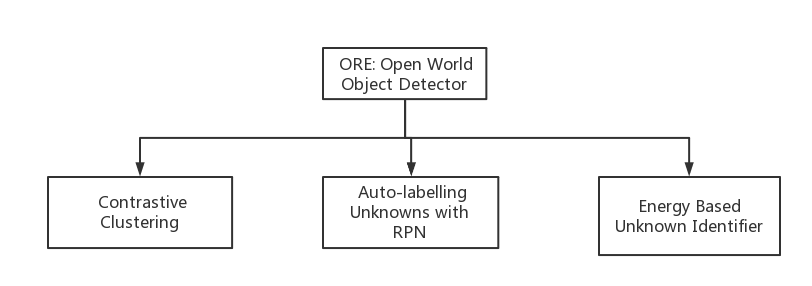 ORE: Open World
Object Detector
Contrastive
Clustering
Auto-labelling
Unknowns with
RPN
Energy Based
Unknown Identifier